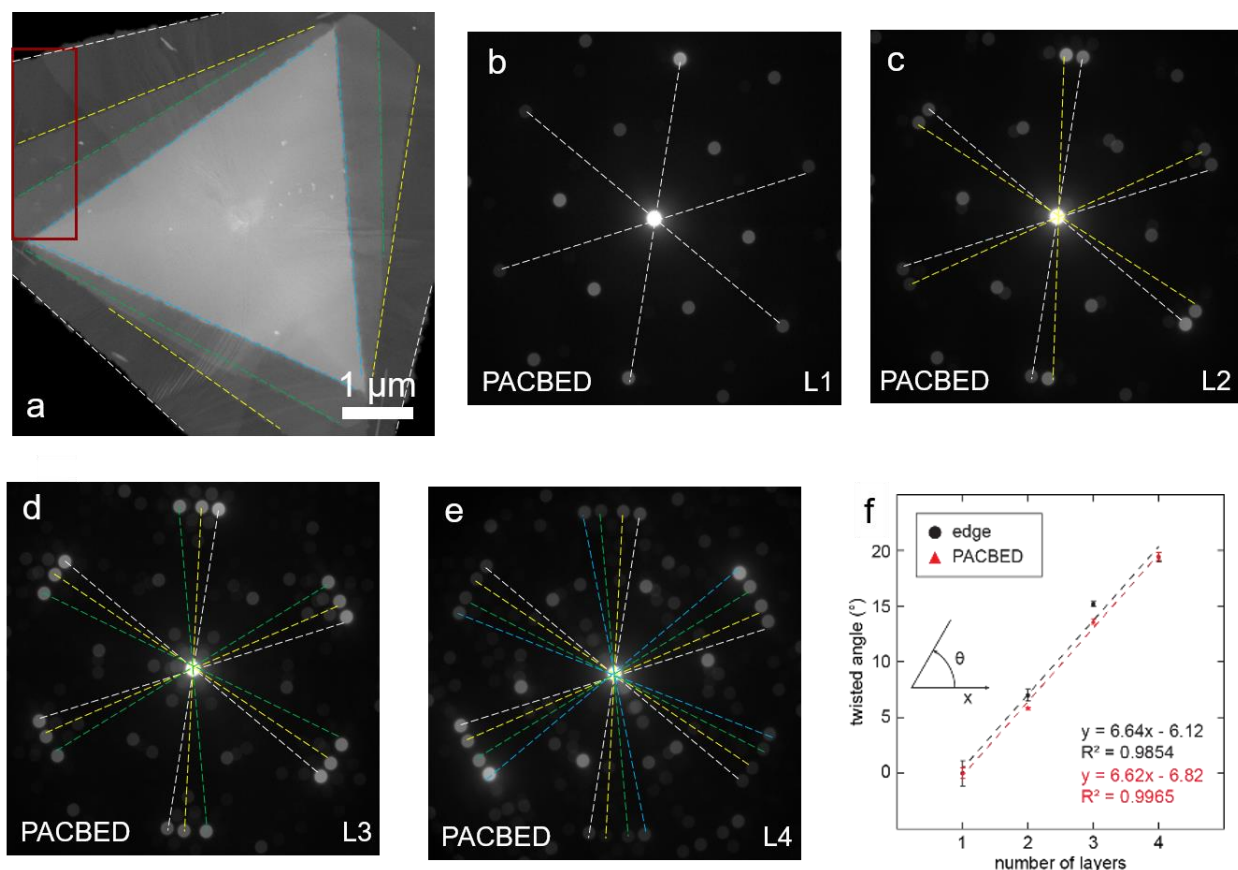 a
1 μm
b
PACBED
L1
c
PACBED
L2
d
PACBED
L3
e
PACBED
L4
f
edge
PACBED
twisted angle (°)
20
15
10
5
0
θ
x
y = 6.64x - 6.12
R² = 0.9854
y = 6.62x - 6.82
R² = 0.9965
1 2 3 4
number of layers